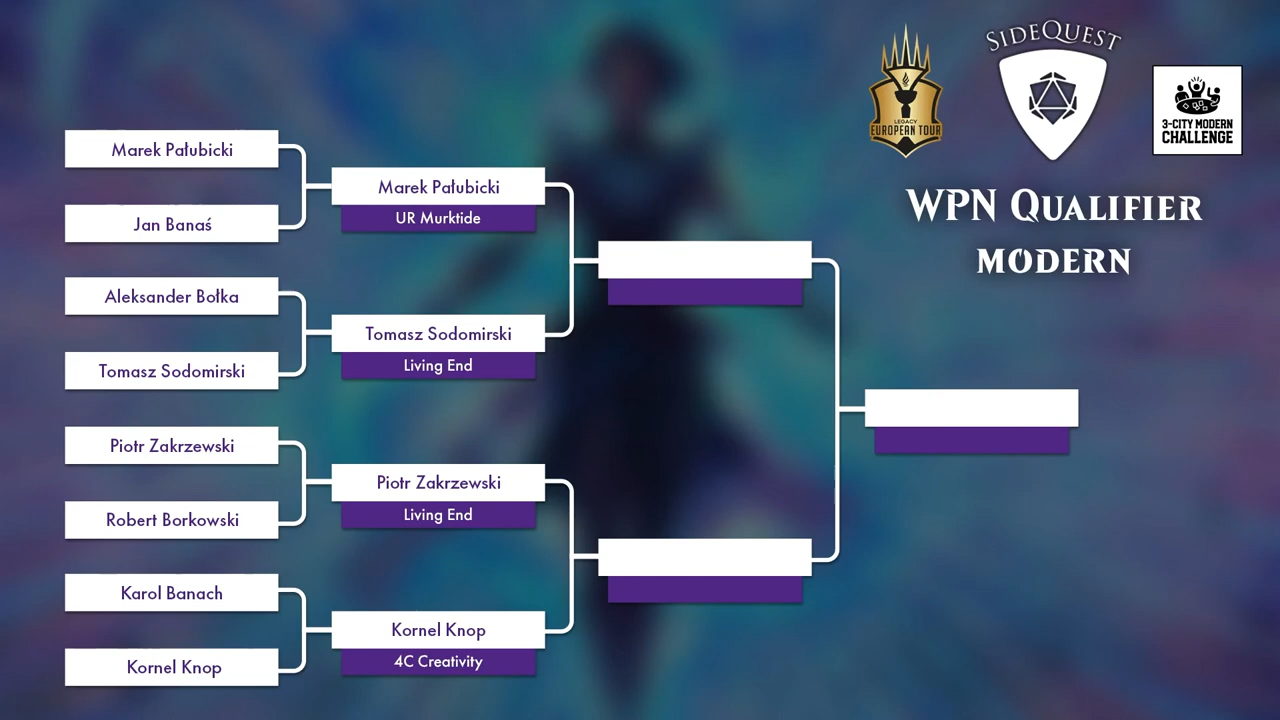 SIDEQUEST
LEGACY
EUROPEAN TOUR
3-CITY MODERN
CHALLENGE
WPN QUALIFIER
MODERN
Marek Pałubicki
Jan Banaś
Aleksander Bołka
Tomasz Sodomirski
Piotr Zakrzewski
Robert Borkowski
Karol Banach
Kornel Knop
Marek Pałubicki
UR Murktide
Tomasz Sodomirski
Living End
Piotr Zakrzewski
Living End
Kornel Knop
4C Creativity